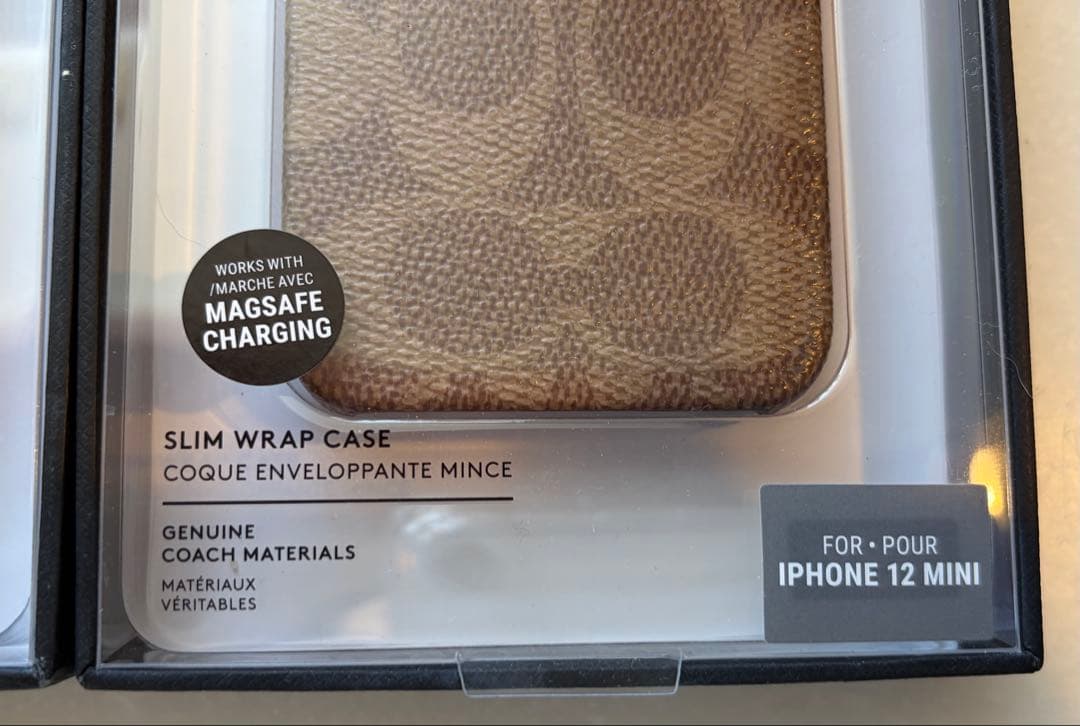 WORKS WITH
/MARCHE AVEC
MAGSAFE
CHARGING
SLIM WRAP CASE
COQUE ENVELOPPANTE MINCE
GENUINE
COACH MATERIALS
MATÉRIAUX
VÉRITABLES
FOR • POUR
IPHONE 12 MINI